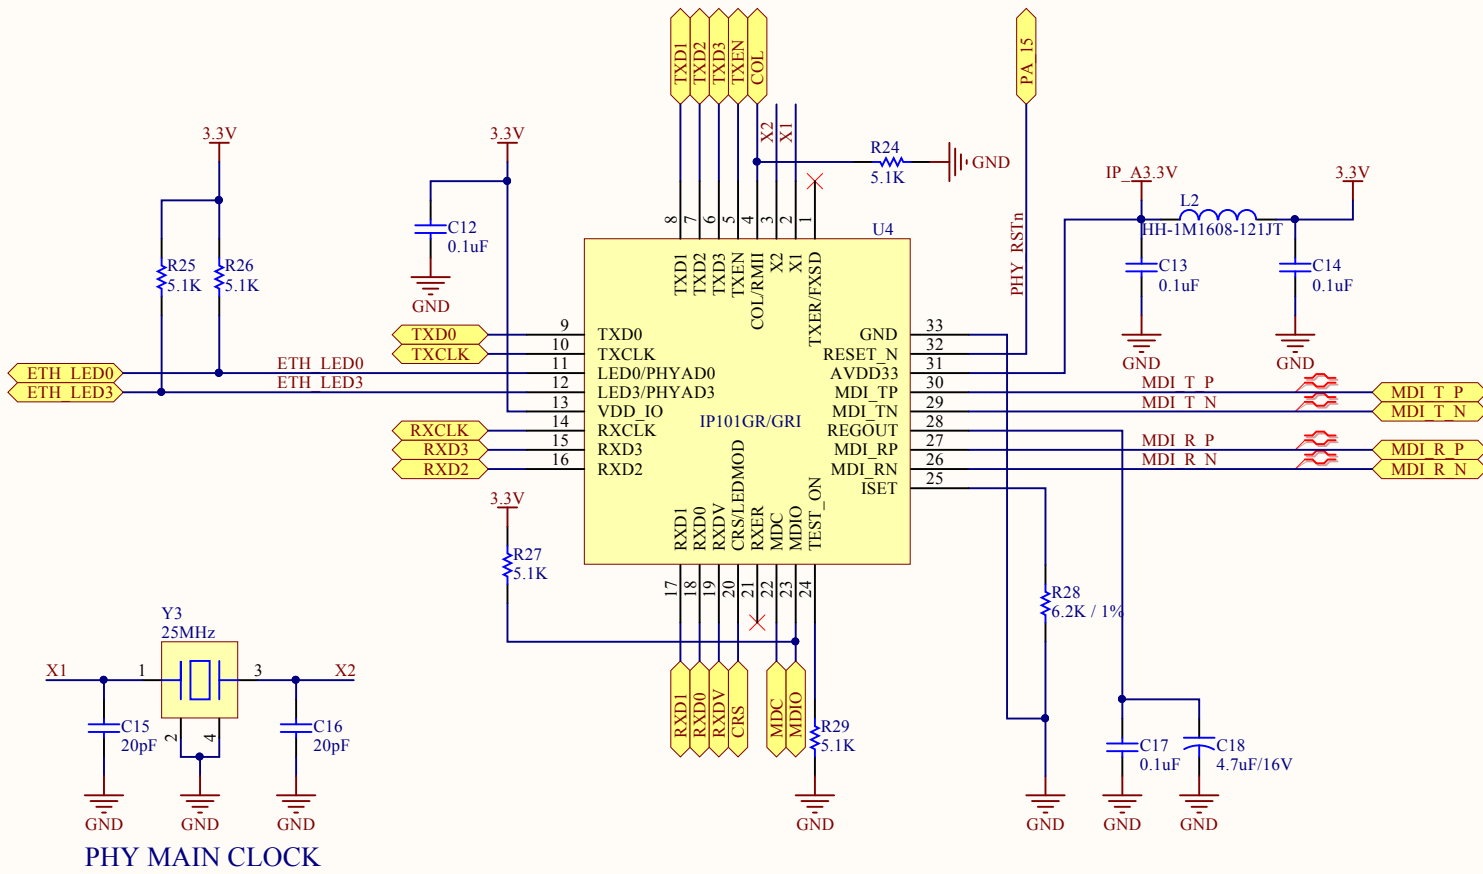 TXD1
TXD2
TXD3
TXEN
COL
PA_15
X2
X1
3.3V
3.3V
R24
5.1K
GND
IP_A3.3V
3.3V
L2
HH-1M1608-121JT
PHY_RSTn
8
7
6
5
4
3
2
1
U4
C12
0.1uF
GND
R25
5.1K
R26
5.1K
C13
0.1uF
GND
C14
0.1uF
GND
TXD1
TXD2
TXD3
TXEN
COL/RMII
X2
X1
TXER/FXSD
TXD0
9
TXD0
GND
33
TXCLK
10
TXCLK
RESET_N
32
ETH_LED0
ETH_LED0
11
LED0/PHYAD0
AVDD33
31
ETH_LED3
ETH_LED3
12
LED3/PHYAD3
MDI_TP
30
MDI_T_P
MDI_T_P
13
VDD_IO
MDI_TN
29
MDI_T_N
MDI_T_N
RXCLK
14
RXCLK
IP101GR/GRI
REGOUT
28
RXD3
15
RXD3
MDI_RP
27
MDI_R_P
MDI_R_P
RXD2
16
RXD2
MDI_RN
26
MDI_R_N
MDI_R_N
ISET
25
RXD1
RXD0
RXDV
CRS/LEDMOD
RXER
MDC
MDIO
TEST_ON
3.3V
R27
5.1K
17
18
19
20
21
22
23
24
R28
6.2K / 1%
Y3
25MHz
X1
1
3
X2
2
4
C15
20pF
C16
20pF
GND
GND
GND
RXD1
RXD0
RXDV
CRS
MDC
MDIO
R29
5.1K
GND
GND
C17
0.1uF
GND
C18
4.7uF/16V
GND
PHY MAIN CLOCK